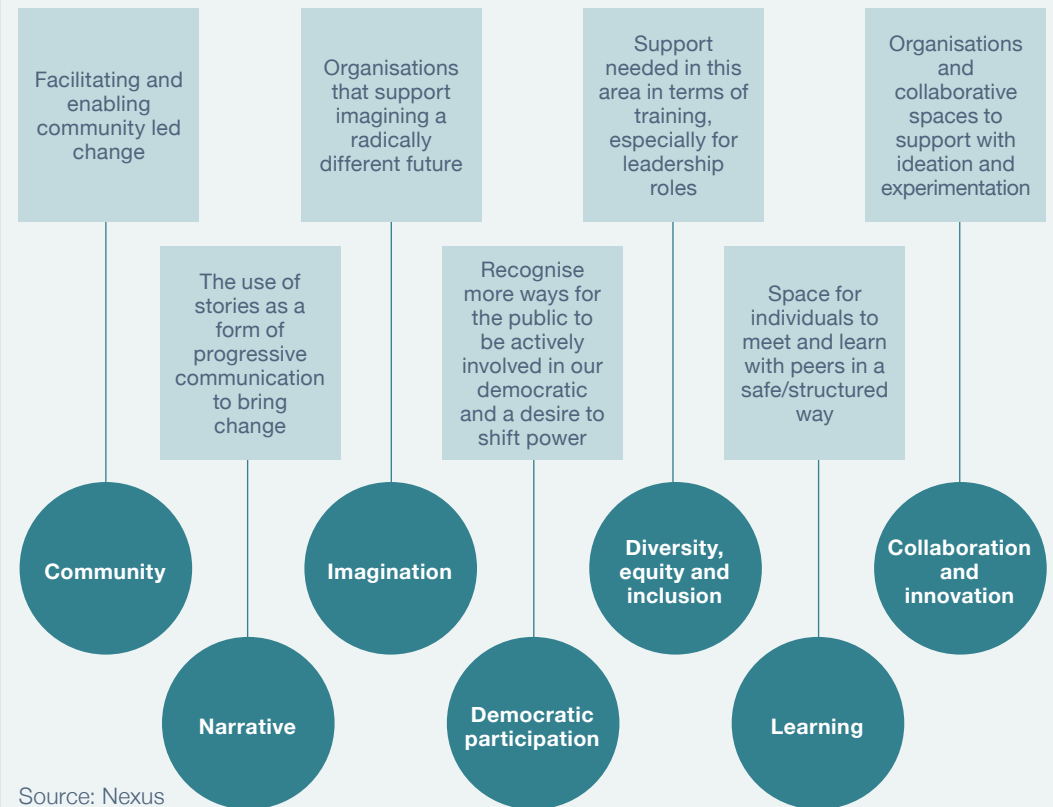 Facilitating and
enabling
community led
change
Organisations
that support
imagining a
radically
different future
Support
needed in this
area in terms of
training,
especially for
leadership
roles
Organisations
and
collaborative
spaces to
support with
ideation and
experimentation
The use of
stories as a
form of
progressive
communication
to bring
change
Recognise
more ways for
the public to
be actively
involved in our
democratic
and a desire to
shift power
Space for
individuals to
meet and learn
with peers in a
safe/structured
way
Community
Imagination
Diversity,
equity and
inclusion
Collaboration
and
innovation
Narrative
Democratic
participation
Learning
Source: Nexus